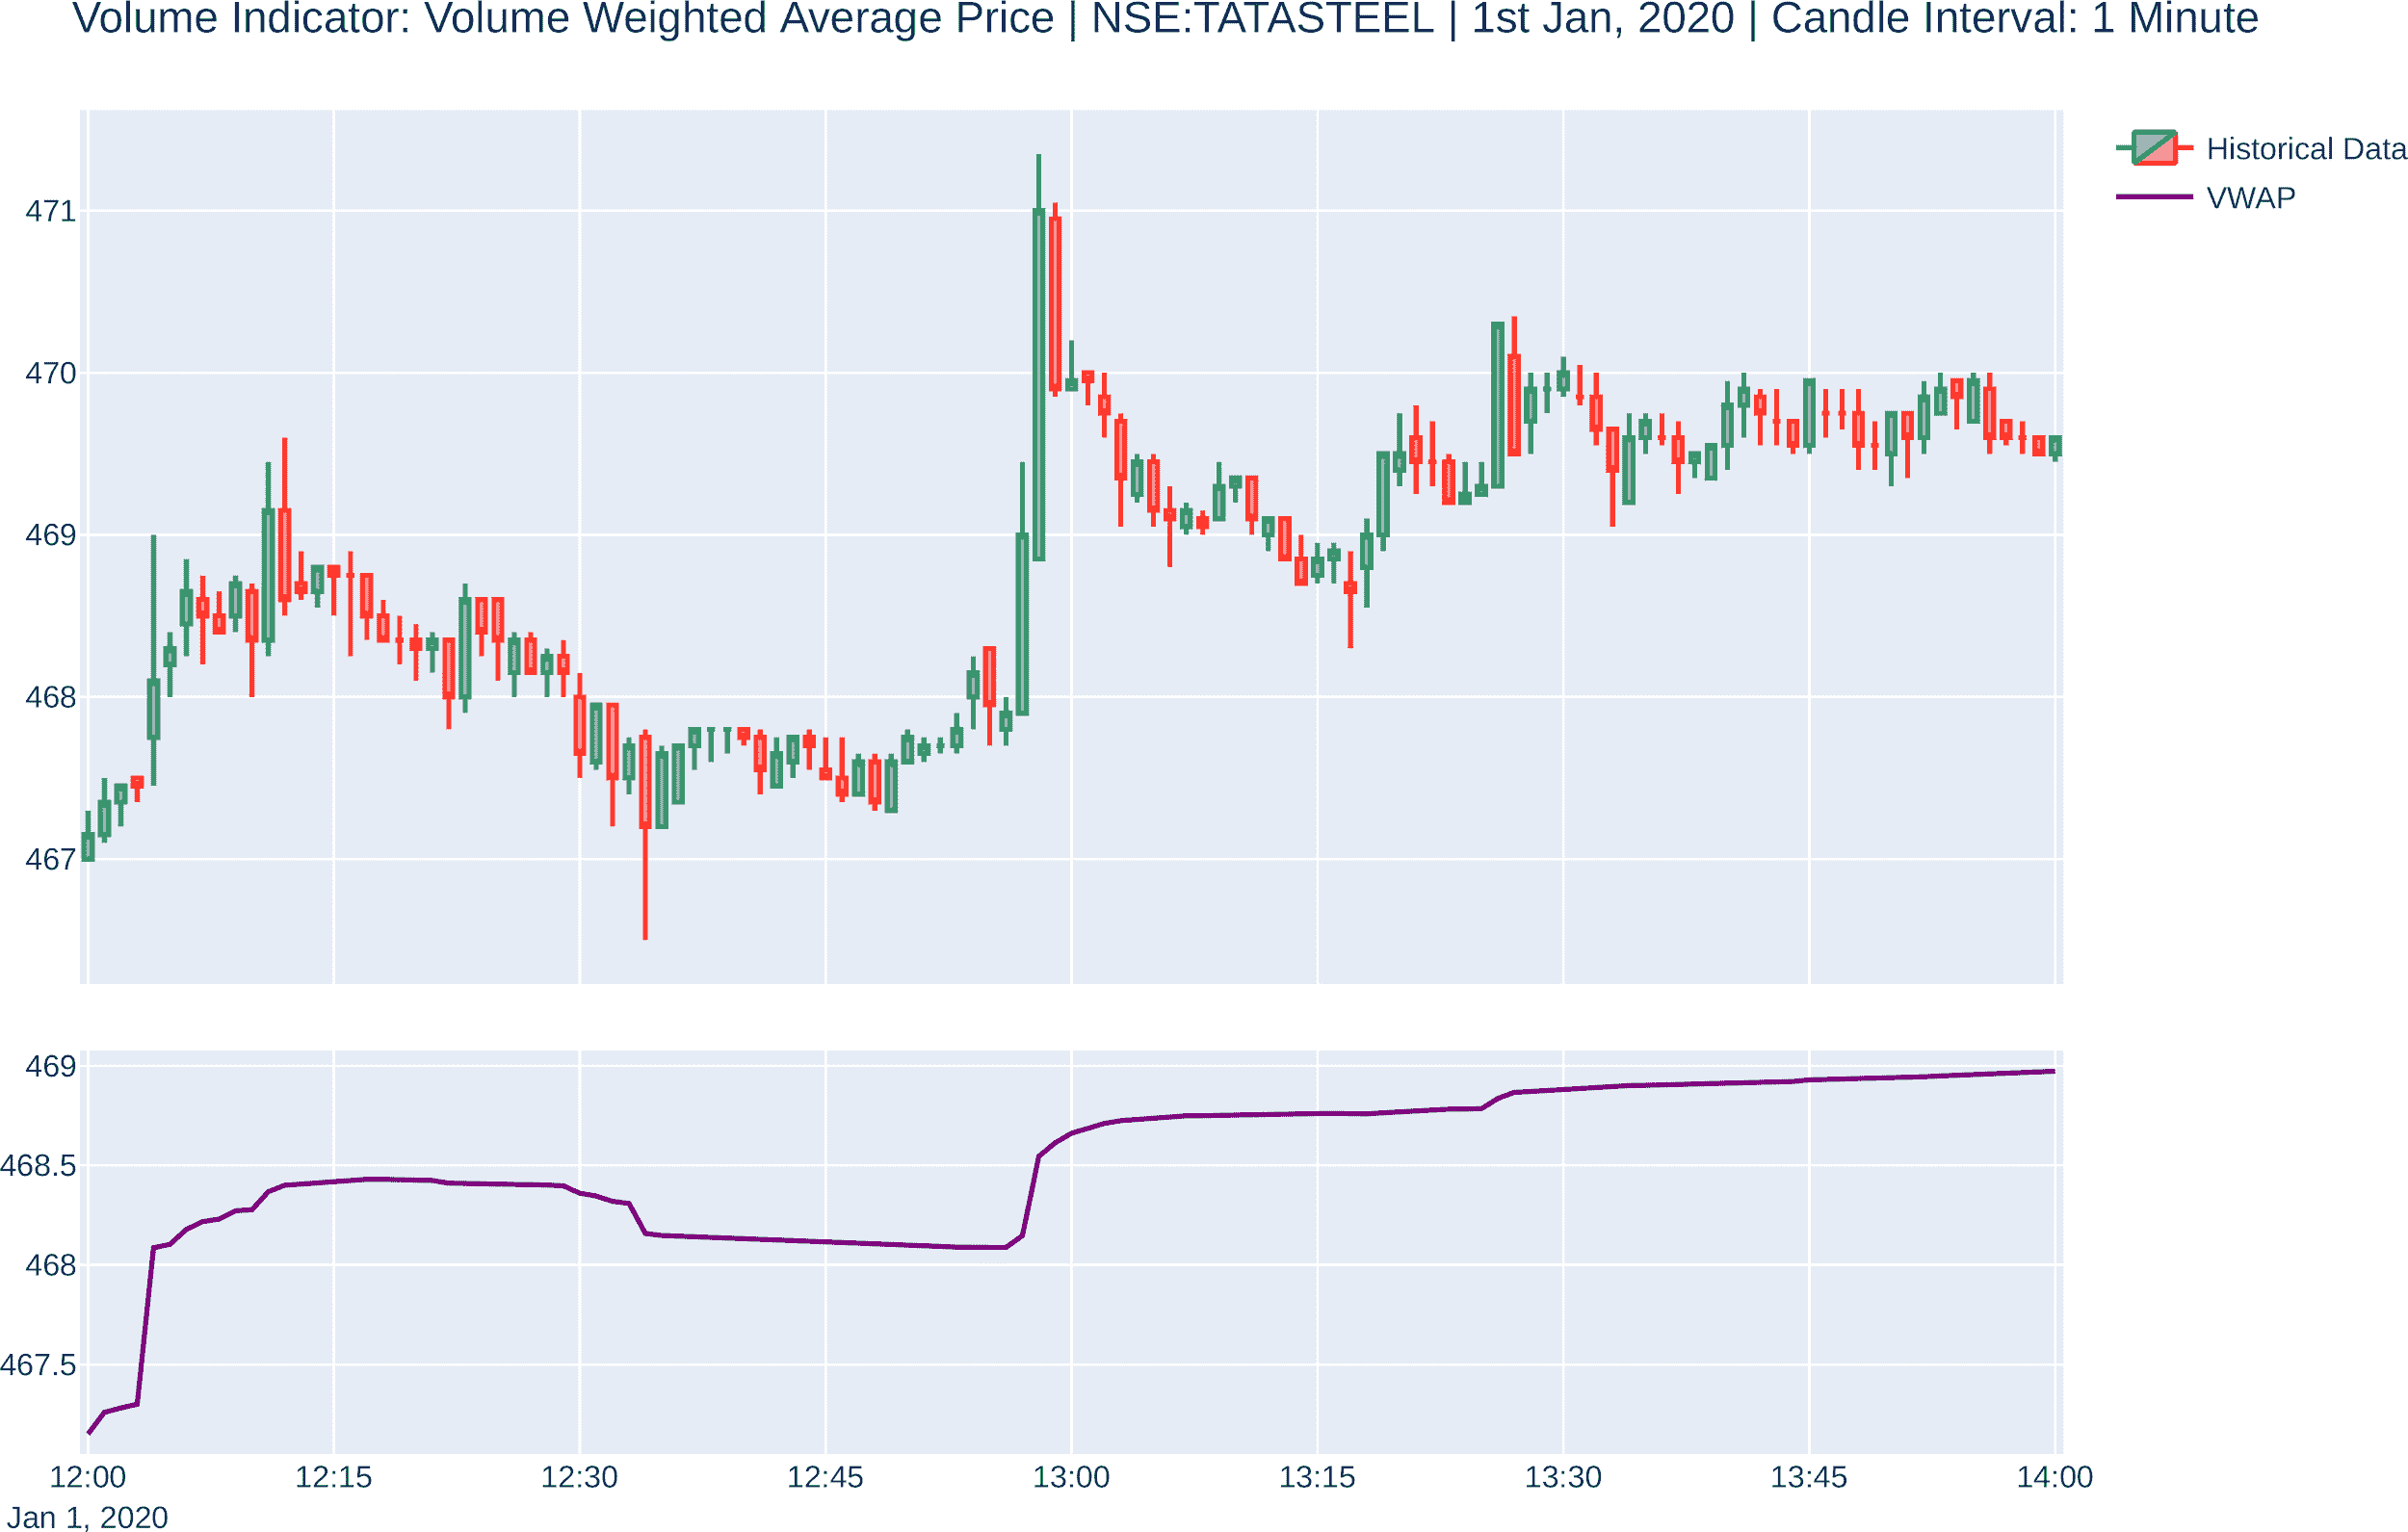 Volume Indicator: Volume Weighted Average Price | NSE:TATASTEEL | 1st Jan, 2020 | Candle Interval: 1 Minute
Historical Data
VWAP
471
470
469
468
467
469
468.5
468
467.5
12:00 12:15 12:30 12:45 13:00 13:15 13:30 13:45 14:00
Jan 1, 2020